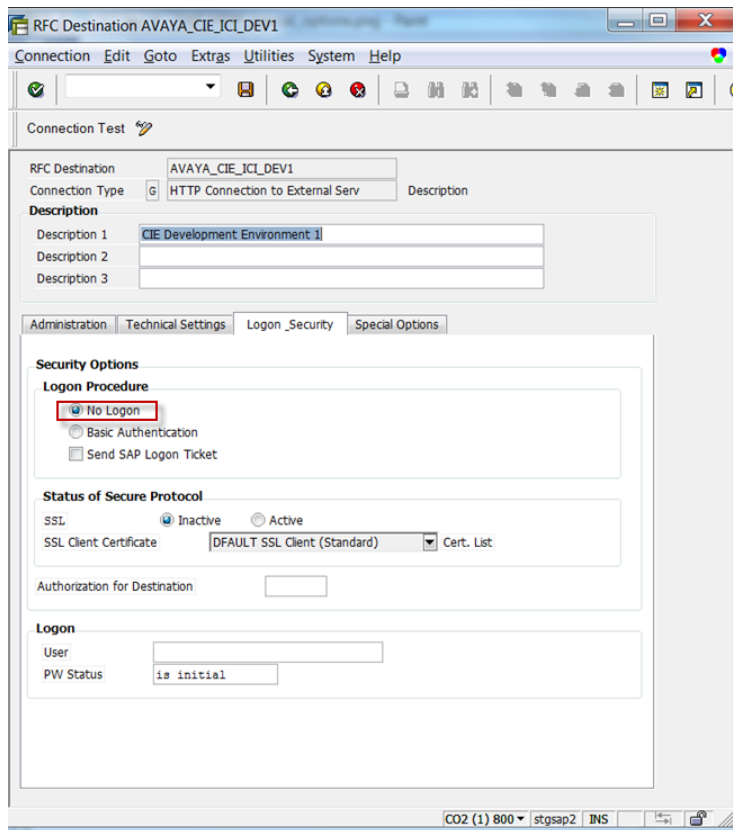 RFC Destination AVAYA_CIE_ICI_DEV1
Connection Edit Goto Extras Utilities System Help
Connection Test
RFC Destination AVAYA_CIE_ICI_DEV1
Connection Type G HTTP Connection to External Serv Description
Description
Description 1 CIE Development Environment 1
Description 2
Description 3
Administration Technical Settings Logon _Security Special Options
Security Options
Logon Procedure
No Logon
Basic Authentication
Send SAP Logon Ticket
Status of Secure Protocol
SSL Inactive Active
SSL Client Certificate DFAULT SSL Client (Standard) Cert. List
Authorization for Destination
Logon
User
PW Status is initial
CO2 (1) 800 stgsap2 INS